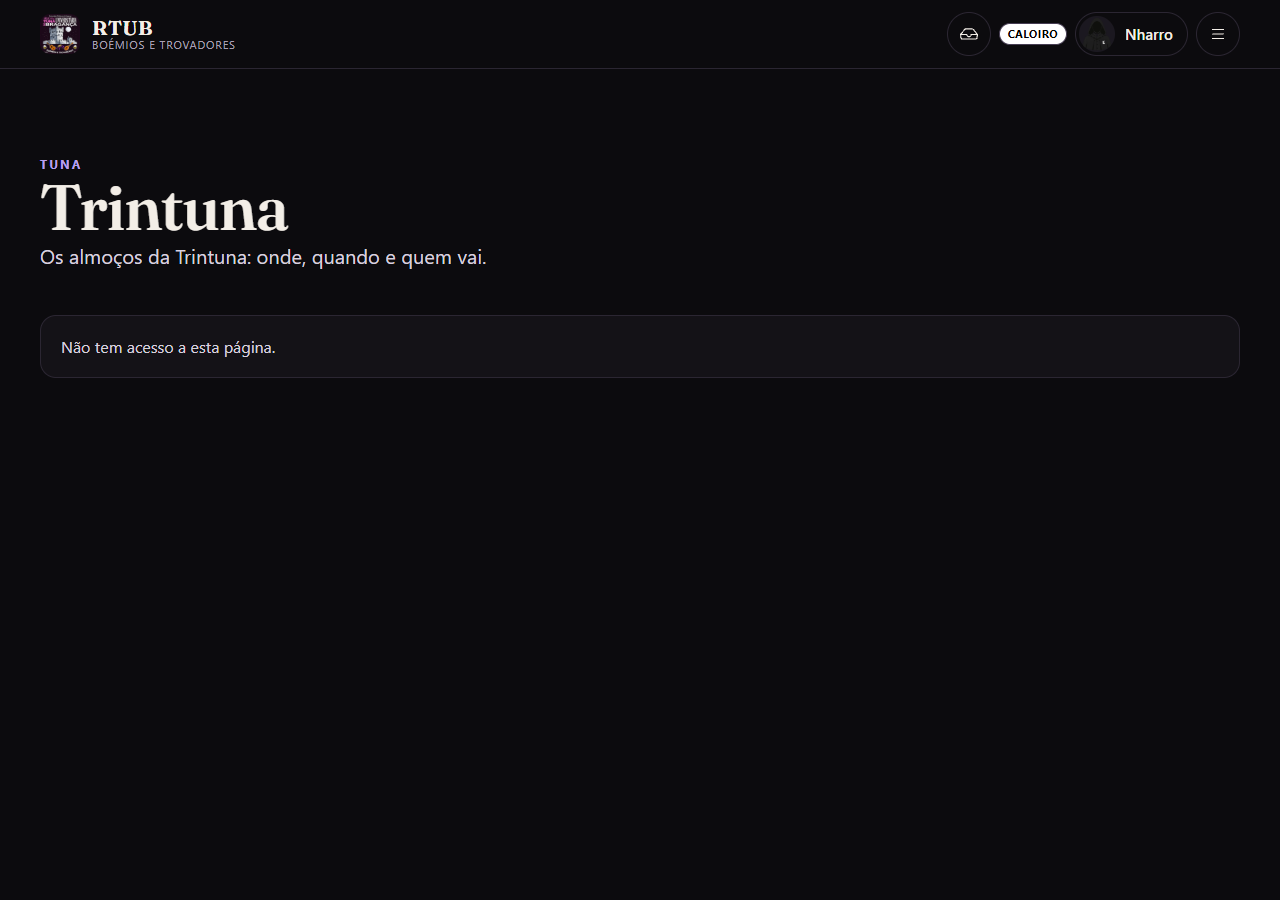 RTUB
BOÉMIOS E TROVADORES
CALOIRO
Nharro
TUNA
Trintuna
Os almoços da Trintuna: onde, quando e quem vai.
Não tem acesso a esta página.